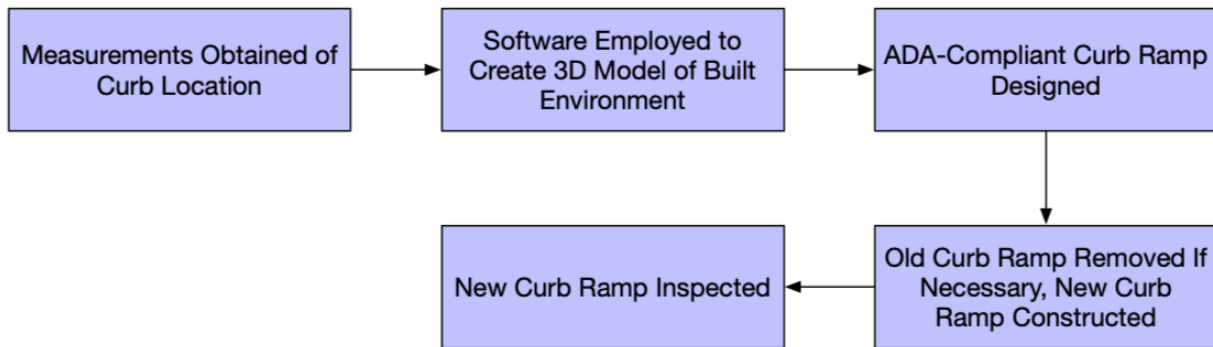 Measurements Obtained of
Curb Location
Software Employed to
Create 3D Model of Built
Environment
ADA-Compliant Curb Ramp
Designed
Old Curb Ramp Removed If
Necessary, New Curb
Ramp Constructed
New Curb Ramp Inspected